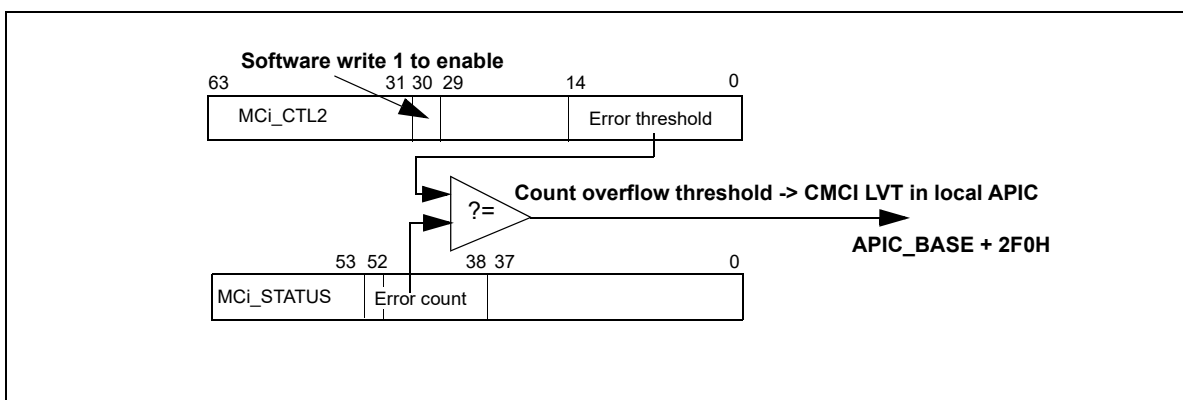 Software write 1 to enable
63 31 30 29 14 0
MCi_CTL2 Error threshold
Count overflow threshold -> CMCI LVT in local APIC
?=
APIC_BASE + 2F0H
53 52 38 37 0
MCi_STATUS Error count